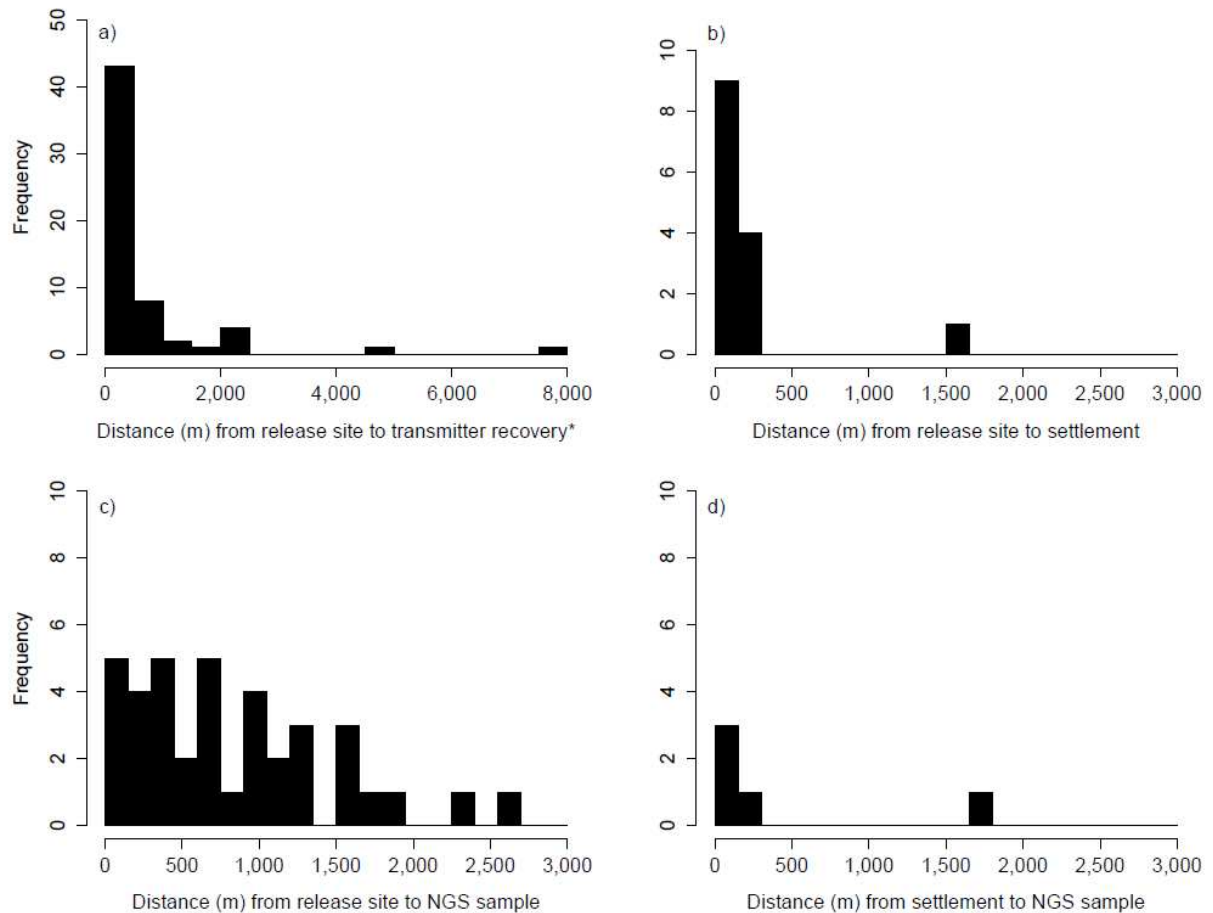 a)
50
40
30
20
10
0
Frequency
0 2,000 4,000 6,000 8,000
Distance (m) from release site to transmitter recovery*
b)
10
8
6
4
2
0
0 500 1,000 1,500 2,000 2,500 3,000
Distance (m) from release site to settlement
c)
10
8
6
4
2
0
Frequency
0 500 1,000 1,500 2,000 2,500 3,000
Distance (m) from release site to NGS sample
d)
10
8
6
4
2
0
0 500 1,000 1,500 2,000 2,500 3,000
Distance (m) from settlement to NGS sample